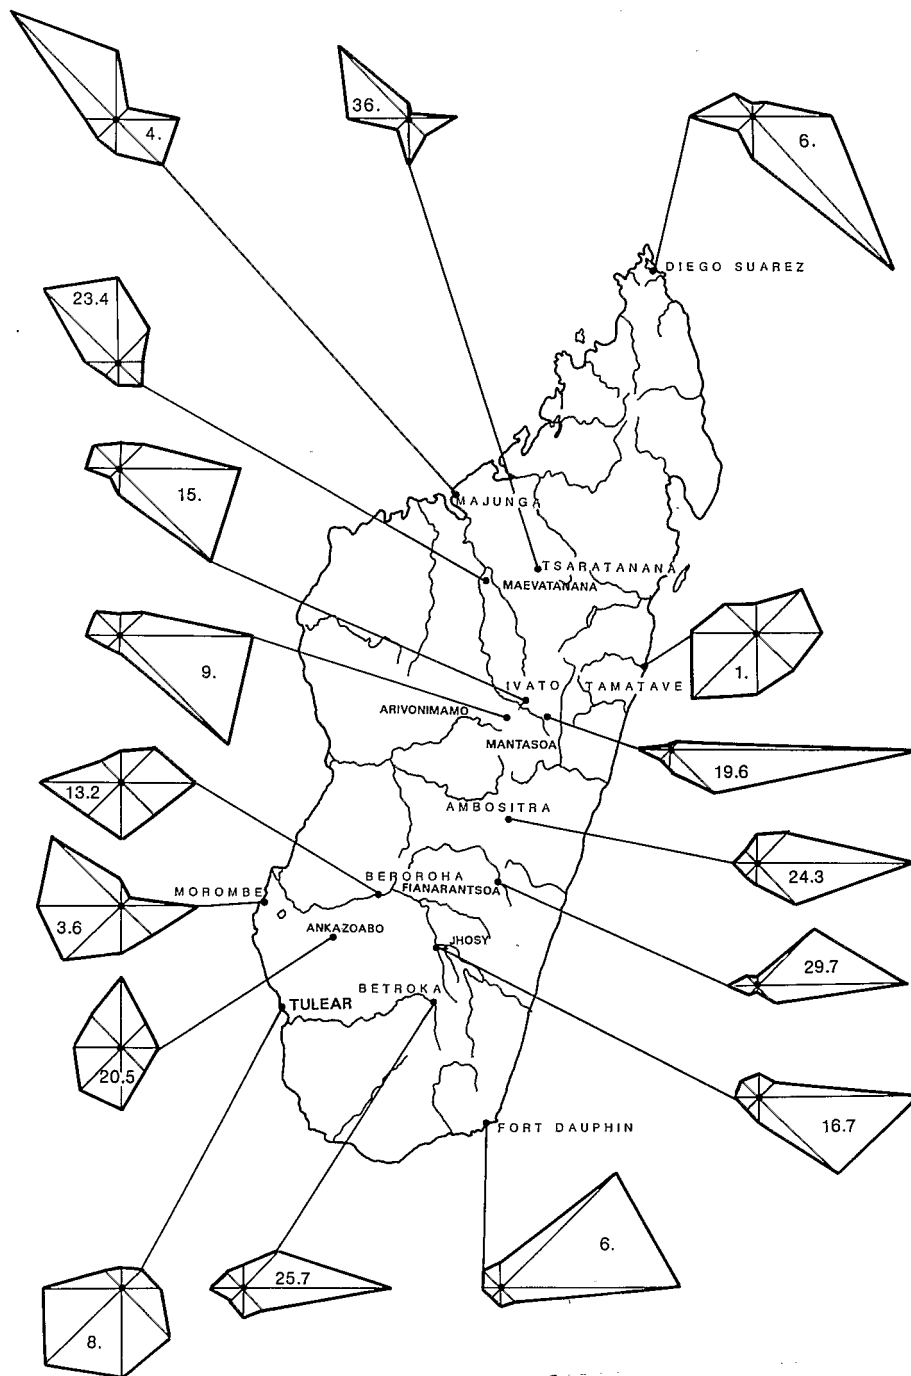 36.
4.
6.
DIEGO SUAREZ
23.4
15.
MAJUNGA
TSARATANANA
MAEVATANANA
9.
1.
IVATO
TAMATAVE
ARIVONIMAMO
MANTASOA
19.6
13.2
AMBOSITRA
24.3
BEROROHA
FIANARANTSOA
MOROMBE
3.6
ANKAZOABO
JHOSY
29.7
BETROKA
TULEAR
20.5
16.7
FORT DAUPHIN
6.
25.7
8.